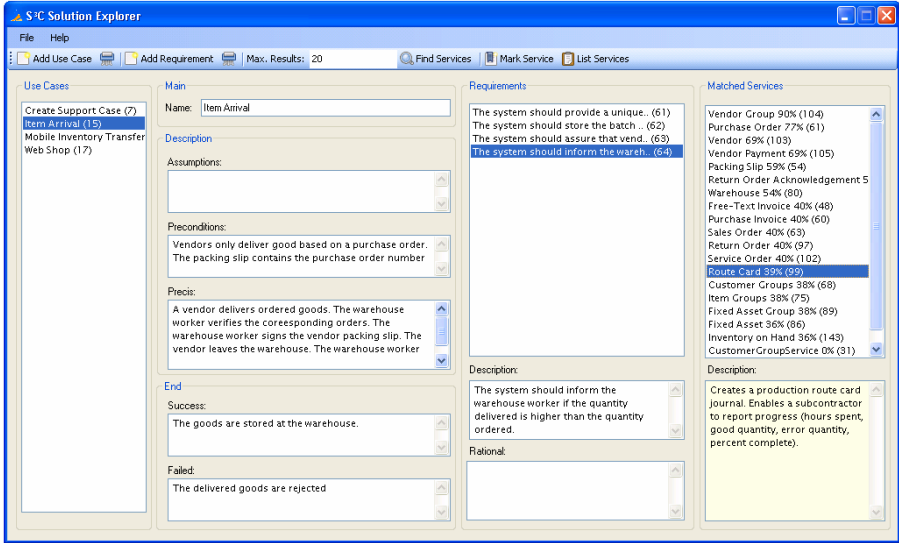 S²C Solution Explorer
File Help
Add Use Case Add Requirement Max. Results: 20 Find Services Mark Service List Services
Use Cases
Create Support Case (7)
Item Arrival (15)
Mobile Inventory Transfer
Web Shop (17)
Main
Name: Item Arrival
Description
Assumptions:
Preconditions:
Vendors only deliver good based on a purchase order.
The packing slip contains the purchase order number
Precis:
A vendor delivers ordered goods. The warehouse
worker verifies the coresponding orders. The
warehouse worker signs the vendor packing slip. The
vendor leaves the warehouse. The warehouse worker
End
Success:
The goods are stored at the warehouse.
Failed:
The delivered goods are rejected
Requirements
The system should provide a unique.. (61)
The system should store the batch .. (62)
The system should assure that vend.. (63)
The system should inform the wareh.. (64)
Description:
The system should inform the
warehouse worker if the quantity
delivered is higher than the quantity
ordered.
Rational:
Matched Services
Vendor Group 90% (104)
Purchase Order 77% (61)
Vendor 69% (103)
Vendor Payment 69% (105)
Packing Slip 59% (54)
Return Order Acknowledgement 5
Warehouse 54% (80)
Free-Text Invoice 40% (48)
Purchase Invoice 40% (60)
Sales Order 40% (63)
Return Order 40% (97)
Service Order 40% (102)
Route Card 39% (99)
Customer Groups 38% (68)
Item Groups 38% (75)
Fixed Asset Group 38% (89)
Fixed Asset 36% (86)
Inventory on Hand 36% (143)
CustomerGroupService 0% (31)
Description:
Creates a production route card
journal. Enables a subcontractor
to report progress (hours spent,
good quantity, error quantity,
percent complete).